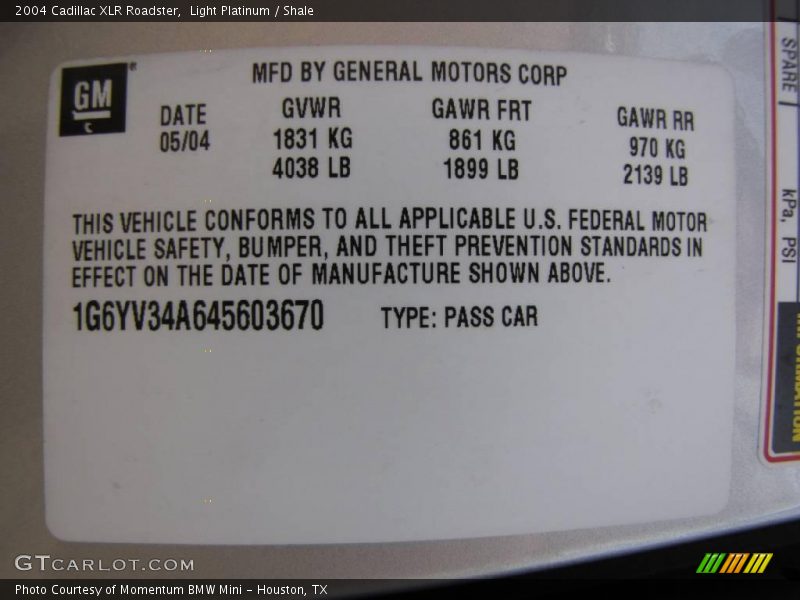 2004 Cadillac XLR Roadster,  Light Platinum / Shale
GM
MFD BY GENERAL MOTORS CORP
DATE
05/04
GVWR
1831 KG
4038 LB
GAWR FRT
861 KG
1899 LB
GAWR RR
970 KG
2139 LB
THIS VEHICLE CONFORMS TO ALL APPLICABLE U.S. FEDERAL MOTOR
VEHICLE SAFETY, BUMPER, AND THEFT PREVENTION STANDARDS IN
EFFECT ON THE DATE OF MANUFACTURE SHOWN ABOVE.
1G6YV34A645603670 TYPE: PASS CAR
SPARE
kPa, PSI
GTCARLOT.COM
Photo Courtesy of Momentum BMW Mini – Houston, TX